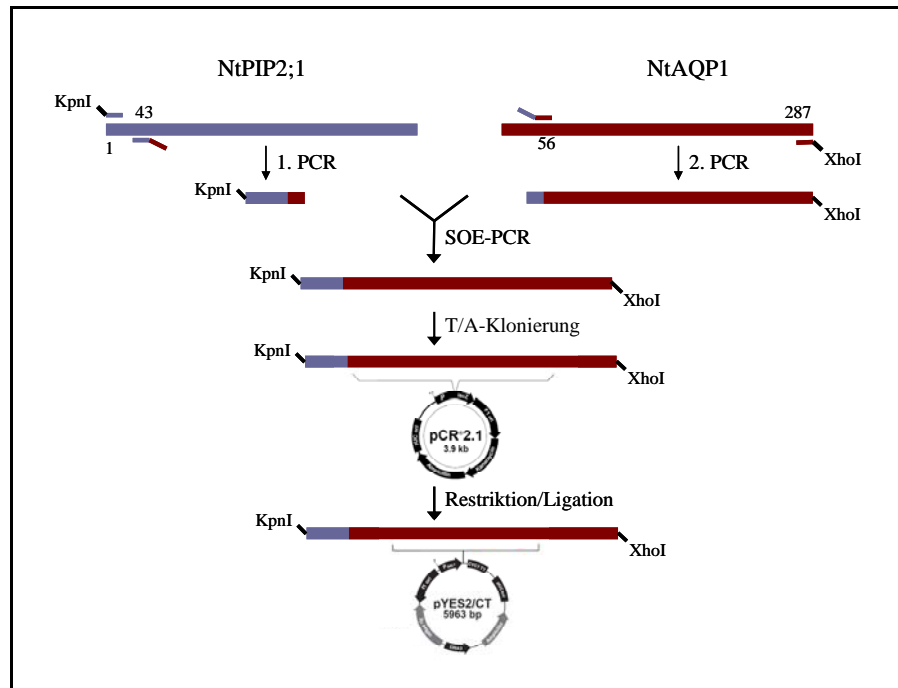 NtPIP2;1
NtAQP1
KpnI
43
287
1
56
XhoI
1. PCR
2. PCR
KpnI
XhoI
SOE-PCR
KpnI
XhoI
T/A-Klonierung
KpnI
XhoI
pCR 2.1
3.9 kb
Restriktion/Ligation
KpnI
XhoI
pYES2/CT
5963 bp